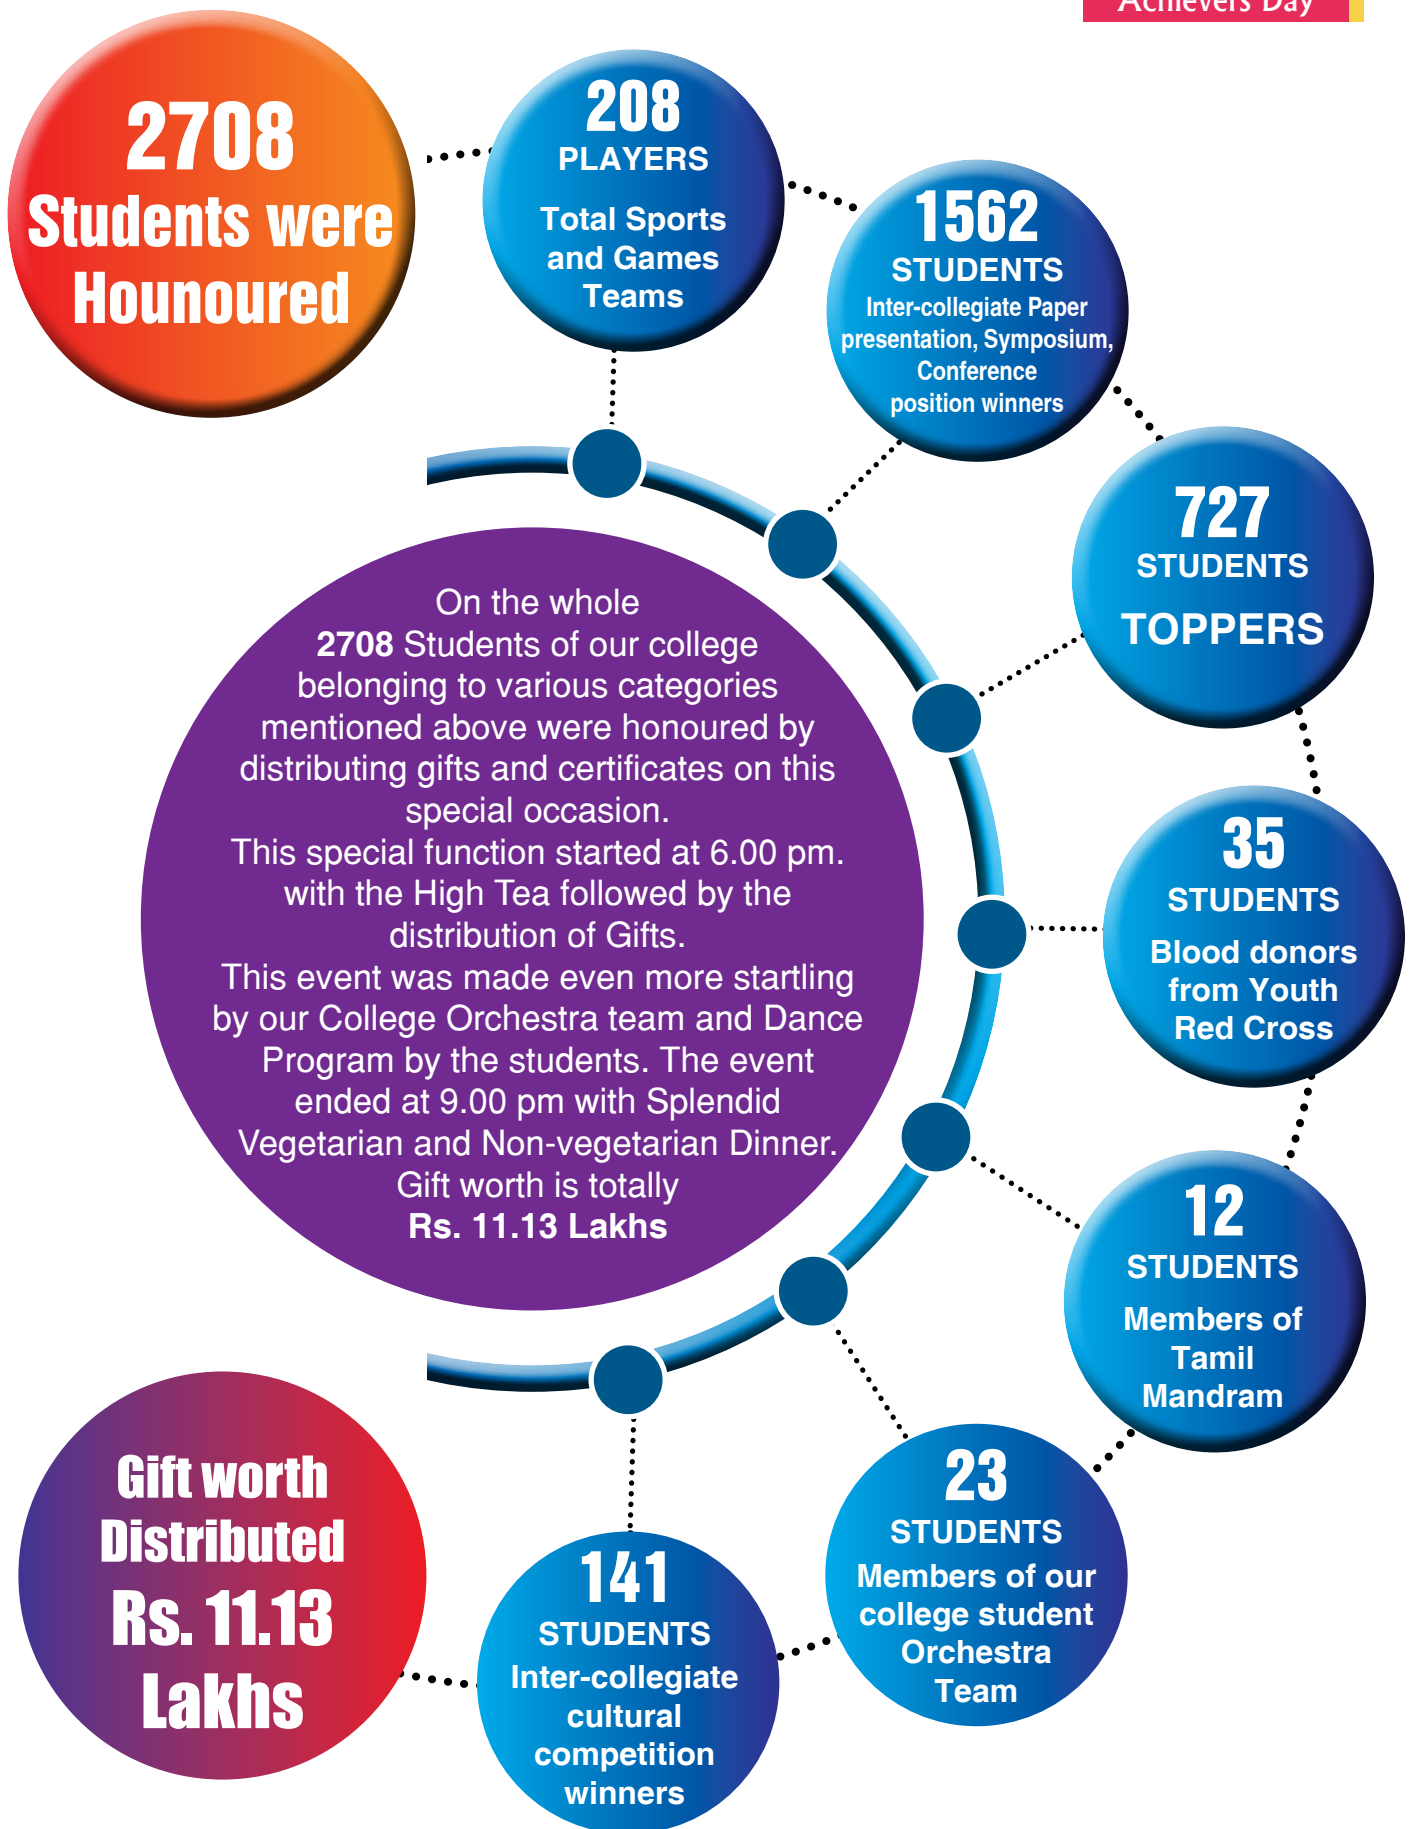 Achievers Day
2708
Students were
Hounoured
208
PLAYERS
Total Sports
and Games
Teams
1562
STUDENTS
Inter-collegiate Paper
presentation, Symposium,
Conference
position winners
727
STUDENTS
TOPPERS
35
STUDENTS
Blood donors
from Youth
Red Cross
12
STUDENTS
Members of
Tamil
Mandram
23
STUDENTS
Members of our
college student
Orchestra
Team
141
STUDENTS
Inter-collegiate
cultural
competition
winners
On the whole
2708 Students of our college
belonging to various categories
mentioned above were honoured by
distributing gifts and certificates on this
special occasion.
This special function started at 6.00 pm.
with the High Tea followed by the
distribution of Gifts.
This event was made even more startling
by our College Orchestra team and Dance
Program by the students. The event
ended at 9.00 pm with Splendid
Vegetarian and Non-vegetarian Dinner.
Gift worth is totally
Rs. 11.13 Lakhs
Gift worth
Distributed
Rs. 11.13
Lakhs